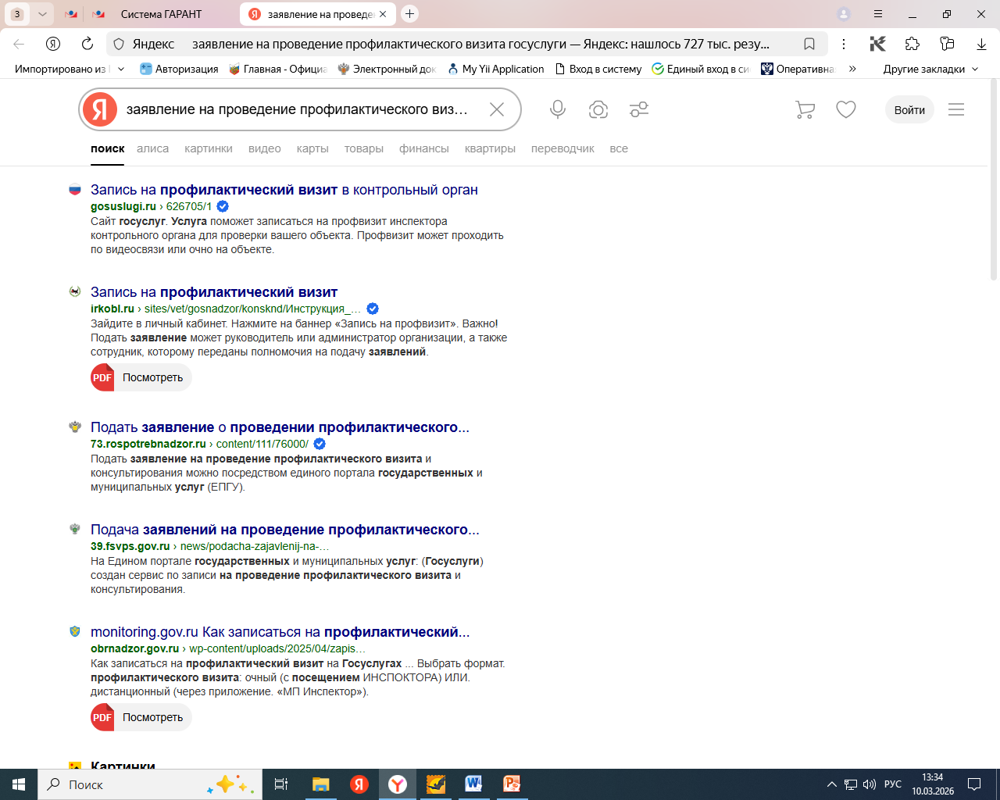 3
Система ГАРАНТ
заявление на проведе
Яндекс
заявление на проведение профилактического визита госуслуги — Яндекс: нашлось 727 тыс. резу...
Импортировано из
Авторизация
Главная - Официа
Электронный док
My Yii Application
Вход в систему
Единый вход в си
Оперативна
»
Другие закладки
Я
заявление на проведение профилактического виз...
Войти
поиск алиса картинки видео карты товары финансы квартиры переводчик все
Запись на профилактический визит в контрольный орган
gosuslugi.ru › 626705/1
Сайт госуслуг. Услуга поможет записаться на профвизит инспектора
контрольного органа для проверки вашего объекта. Профвизит может проходить
по видеосвязи или очно на объекте.
Запись на профилактический визит
irkobl.ru › sites/vet/gosnadzor/konsknd/Инструкция_...
Зайдите в личный кабинет. Нажмите на баннер «Запись на профвизит». Важно!
Подать заявление может руководитель или администратор организации, а также
сотрудник, которому переданы полномочия на подачу заявлений.
PDF Посмотреть
Подать заявление о проведении профилактического...
73.rospotrebnadzor.ru › content/111/76000/
Подать заявление на проведение профилактического визита и
консультирования можно посредством единого портала государственных и
муниципальных услуг (ЕПГУ).
Подача заявлений на проведение профилактического...
39.fsvps.gov.ru › news/podacha-zajavlenij-na-...
На Едином портале государственных и муниципальных услуг: (Госуслуги)
создан сервис по записи на проведение профилактического визита и
консультирования.
monitoring.gov.ru Как записаться на профилактический...
obrnadzor.gov.ru › wp-content/uploads/2025/04/zapis...
Как записаться на профилактический визит на Госуслугах ... Выбрать формат.
профилактического визита: очный (с посещением ИНСПОКТОРА) ИЛИ.
дистанционный (через приложение. «МП Инспектор»).
PDF Посмотреть
Картинки
Поиск
РУС
13:34
10.03.2026